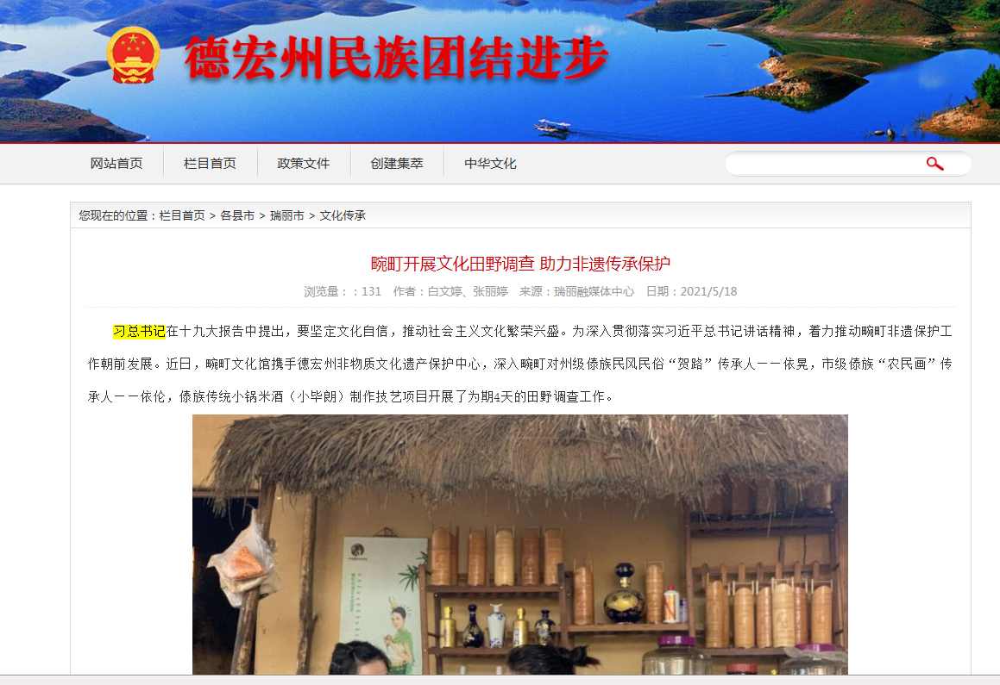 德宏州民族团结进步
网站首页 栏目首页 政策文件 创建集萃 中华文化
您现在的位置：栏目首页 > 各县市 > 瑞丽市 > 文化传承
畹町开展文化田野调查 助力非遗传承保护
浏览量：：131 作者：白文婷、张丽婷 来源：瑞丽融媒体中心 日期：2021/5/18
习总书记在十九大报告中提出，要坚定文化自信，推动社会主义文化繁荣兴盛。为深入贯彻落实习近平总书记讲话精神，着力推动畹町非遗保护工
作朝前发展。近日，畹町文化馆携手德宏州非物质文化遗产保护中心，深入畹町对州级傣族民风民俗“贺路”传承人一一依晃，市级傣族“农民画”传
承人一一依伦，傣族传统小锅米酒（小毕朗）制作技艺项目开展了为期4天的田野调查工作。